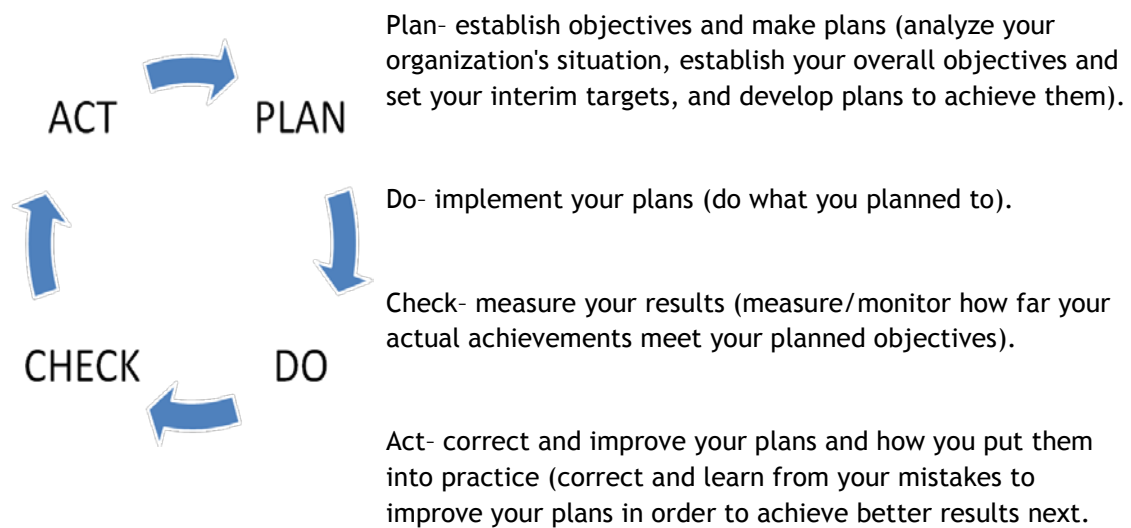 ACT
PLAN
CHECK
DO
Plan– establish objectives and make plans (analyze your
organization's situation, establish your overall objectives and
set your interim targets, and develop plans to achieve them).
Do– implement your plans (do what you planned to).
Check– measure your results (measure/monitor how far your
actual achievements meet your planned objectives).
Act– correct and improve your plans and how you put them
into practice (correct and learn from your mistakes to
improve your plans in order to achieve better results next.